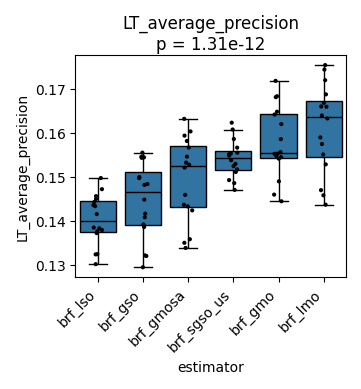 LT_average_precision
p = 1.31e-12
LT_average_precision
0.17
0.16
0.15
0.14
0.13
brf_lso
brf_gso
brf_gmosa
brf_sgso_us
brf_gmo
brf_lmo
estimator